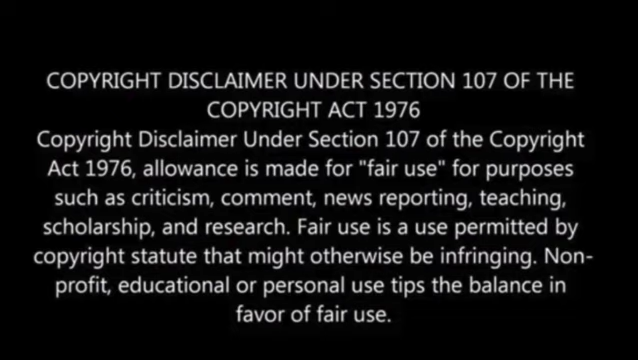 COPYRIGHT DISCLAIMER UNDER SECTION 107 OF THE
COPYRIGHT ACT 1976
Copyright Disclaimer Under Section 107 of the Copyright
Act 1976, allowance is made for "fair use" for purposes
such as criticism, comment, news reporting, teaching,
scholarship, and research. Fair use is a use permitted by
copyright statute that might otherwise be infringing. Non-
profit, educational or personal use tips the balance in
favor of fair use.